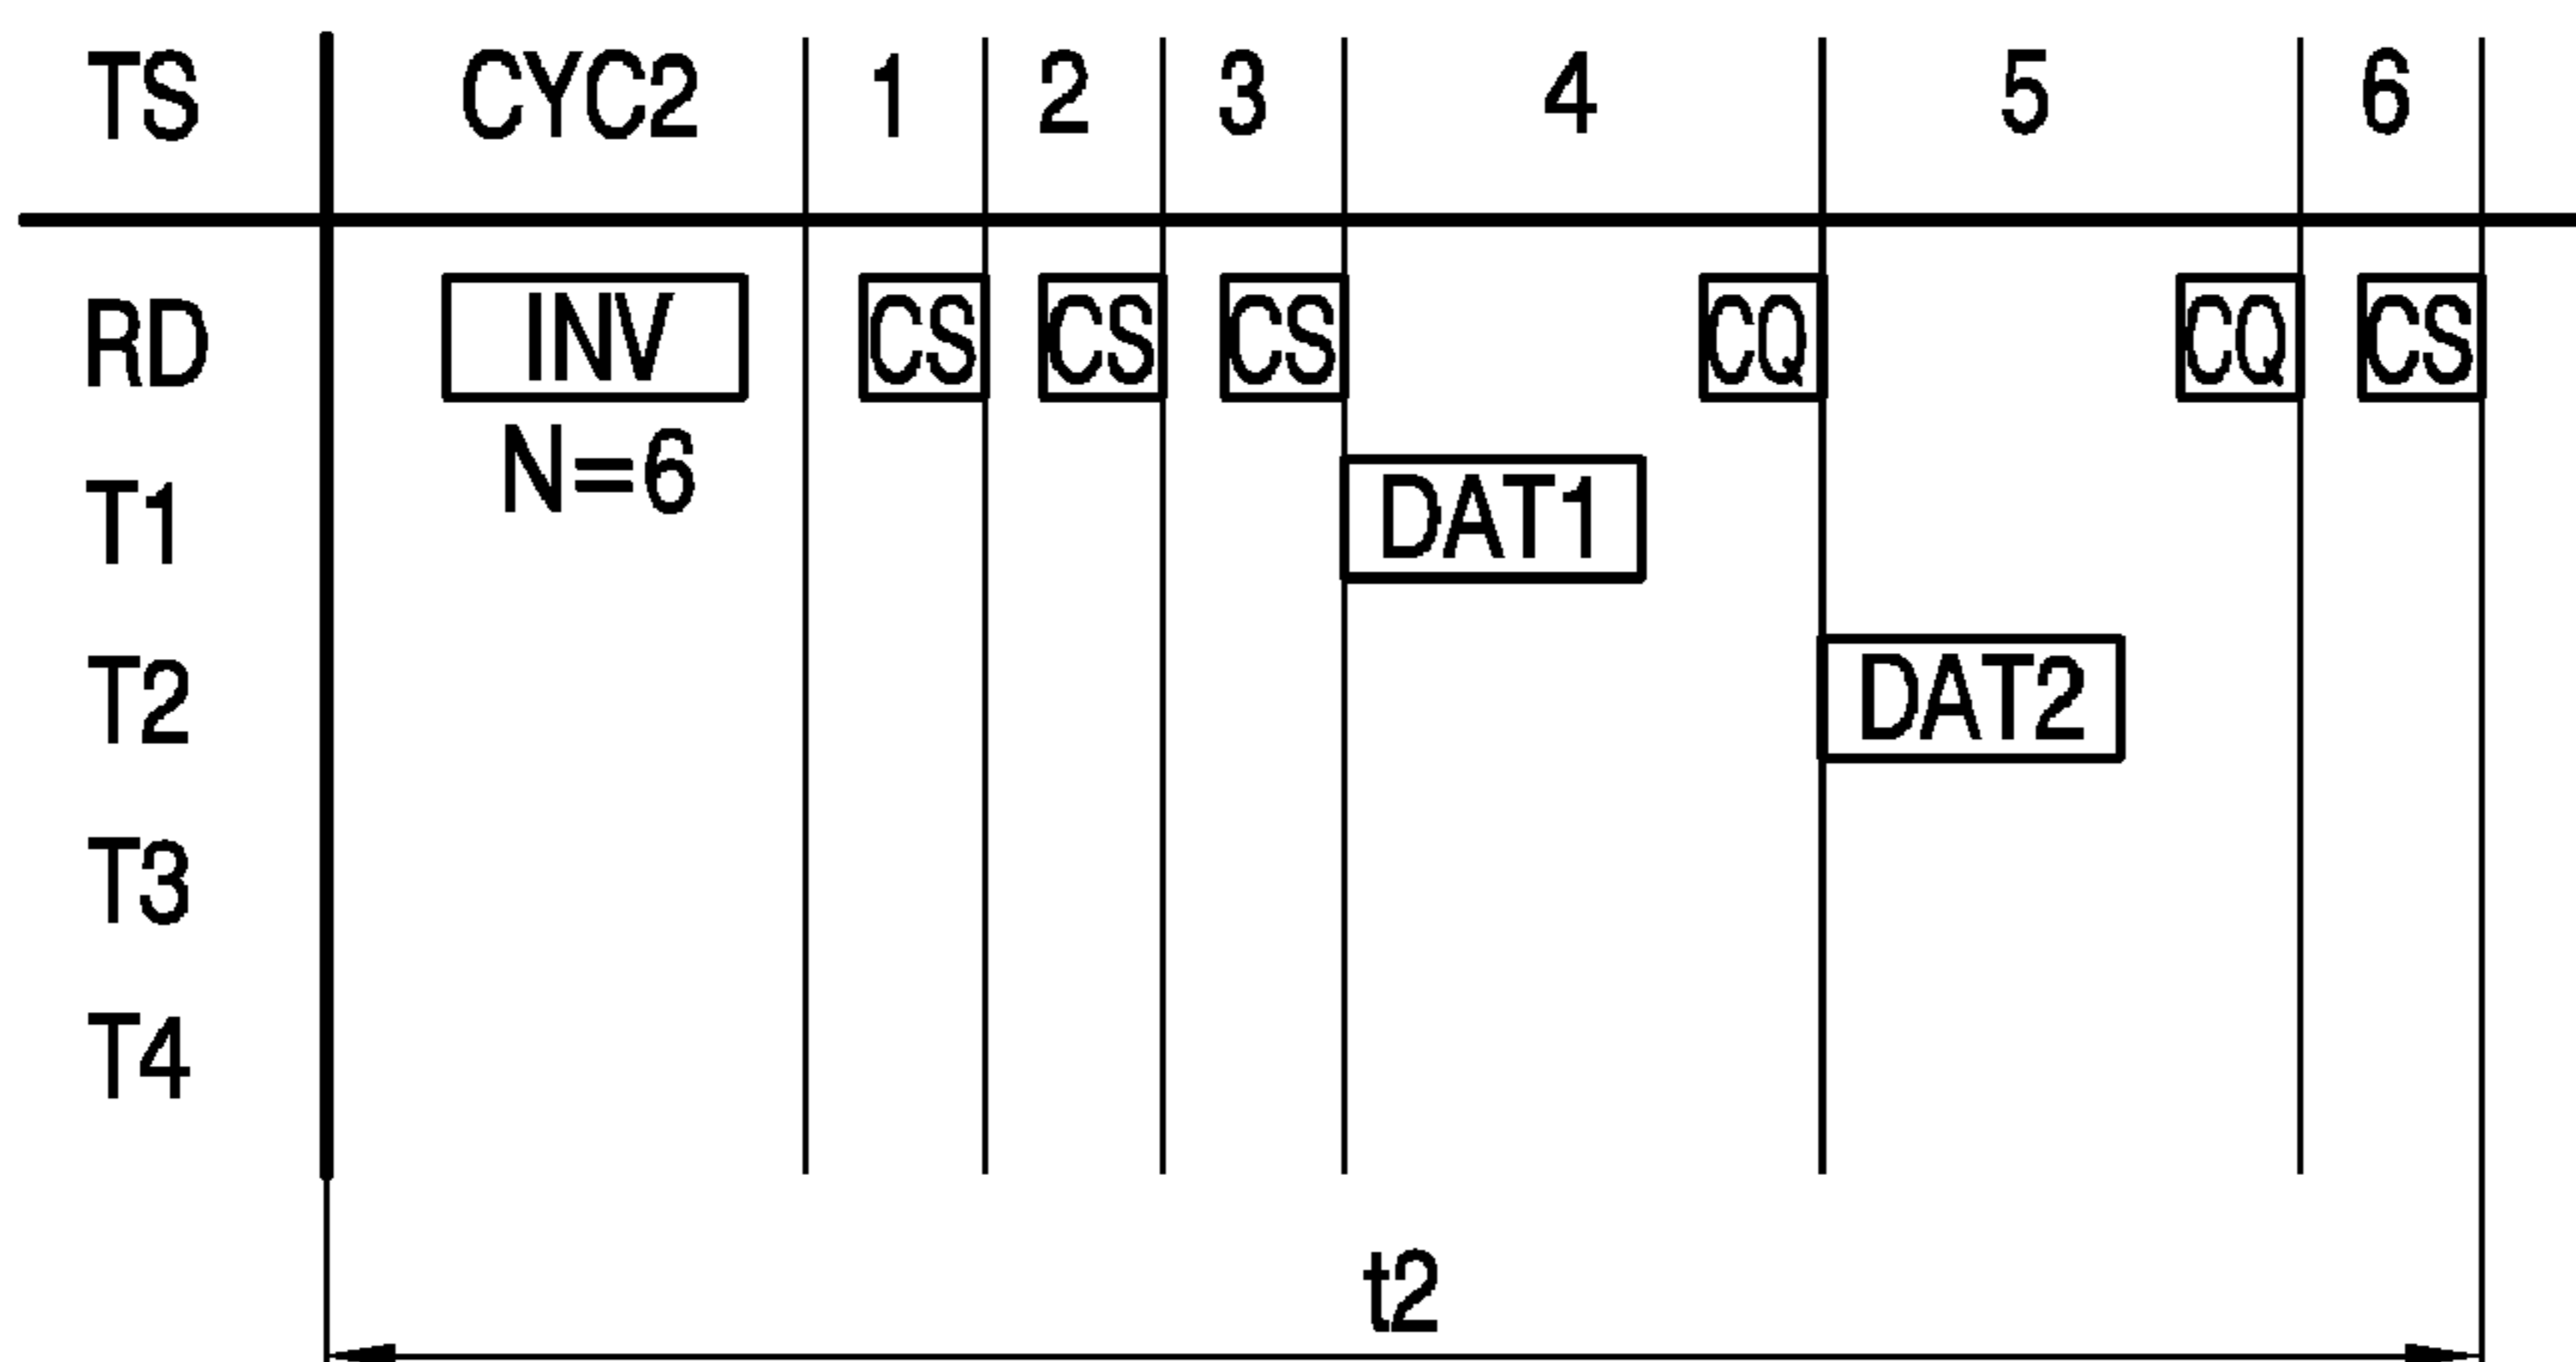 TS CYC2 1 2 3 4 5 6
RD INV CS CS CS CQ CQ CS
N=6
T1 DAT1
T2 DAT2
T3
T4
t2